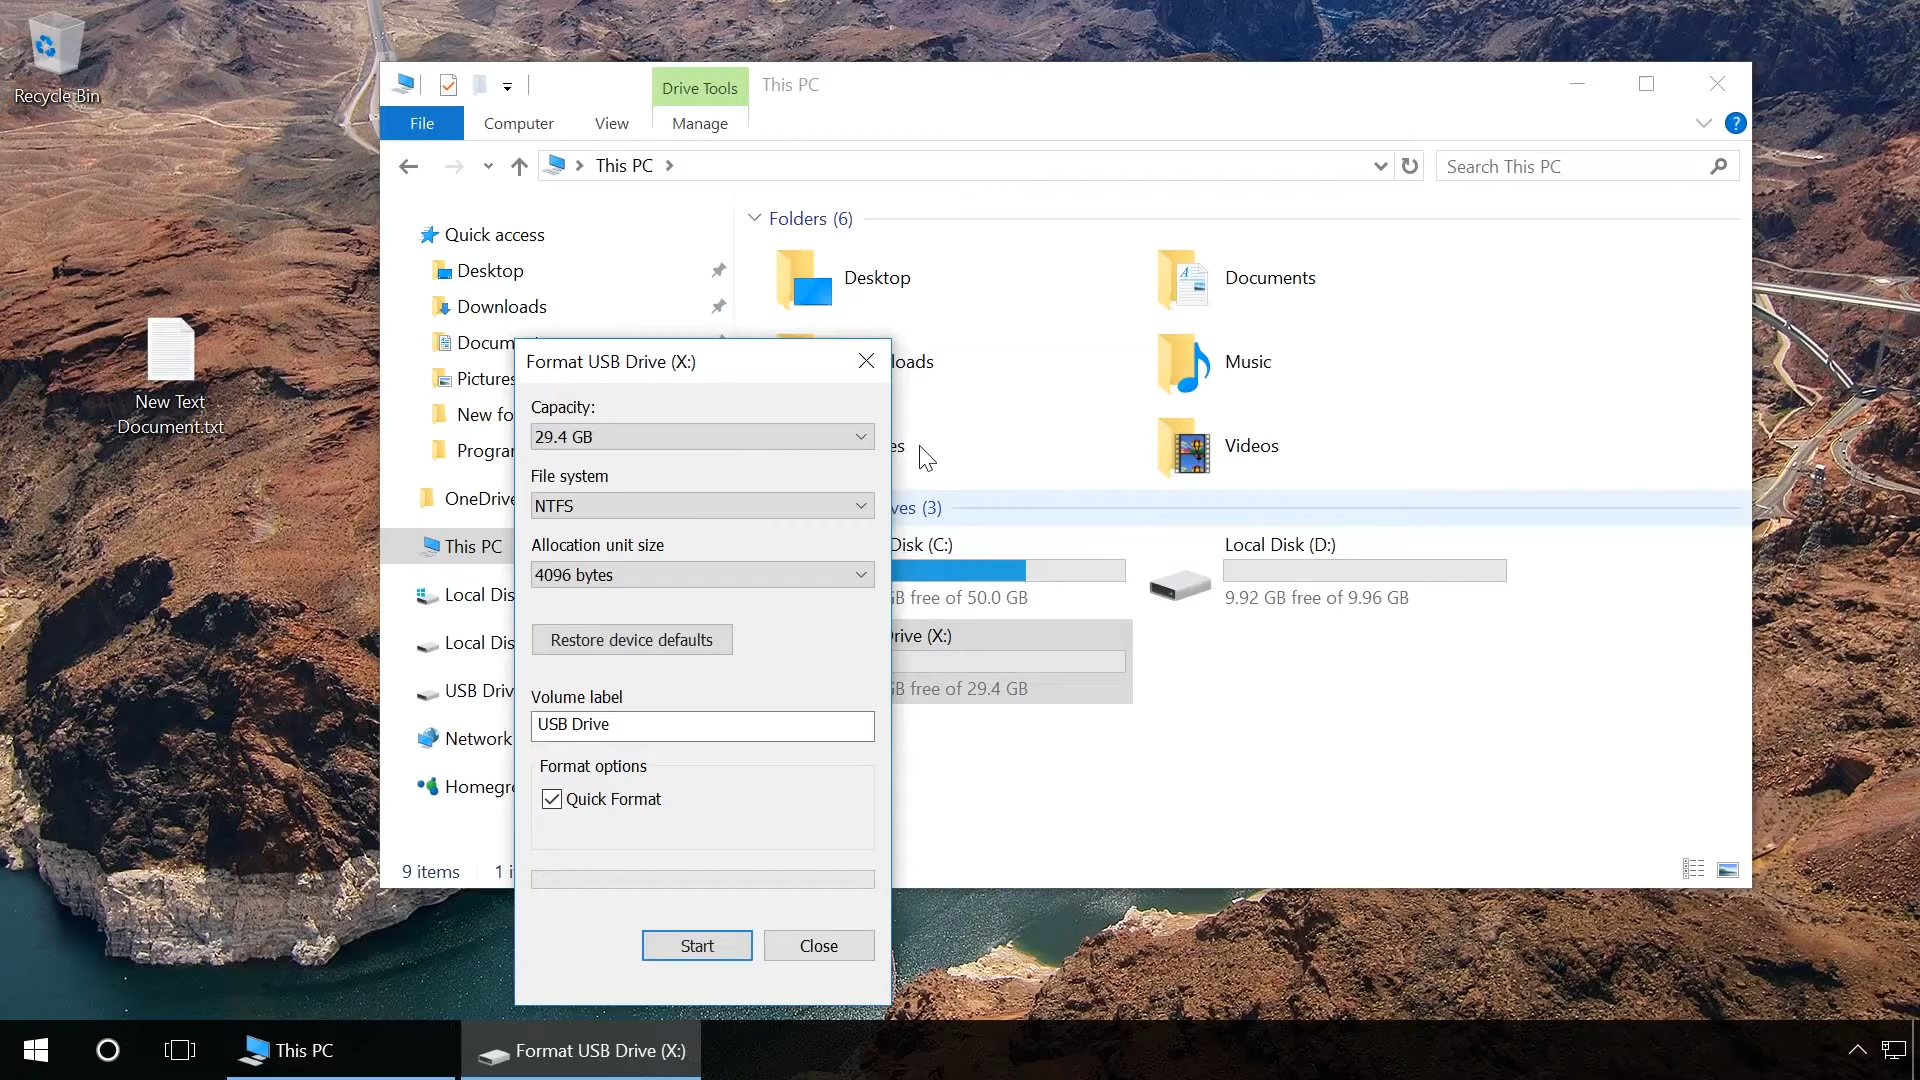 Recycle Bin
New Text
Document.txt
Drive Tools
This PC
File
Computer
View
Manage
This PC
Search This PC
Quick access
Desktop
Downloads
Docum
Pictures
New fo
Progra
OneDrive
This PC
Local Dis
Local Dis
USB Driv
Network
Homegr
Folders (6)
Desktop
Documents
loads
Music
es
Videos
ves (3)
Disk (C:)
GB free of 50.0 GB
Local Disk (D:)
9.92 GB free of 9.96 GB
Drive (X:)
GB free of 29.4 GB
9 items
1 i
Format USB Drive (X:)
Capacity:
29.4 GB
File system
NTFS
Allocation unit size
4096 bytes
Restore device defaults
Volume label
USB Drive
Format options
Quick Format
Start
Close
This PC
Format USB Drive (X:)